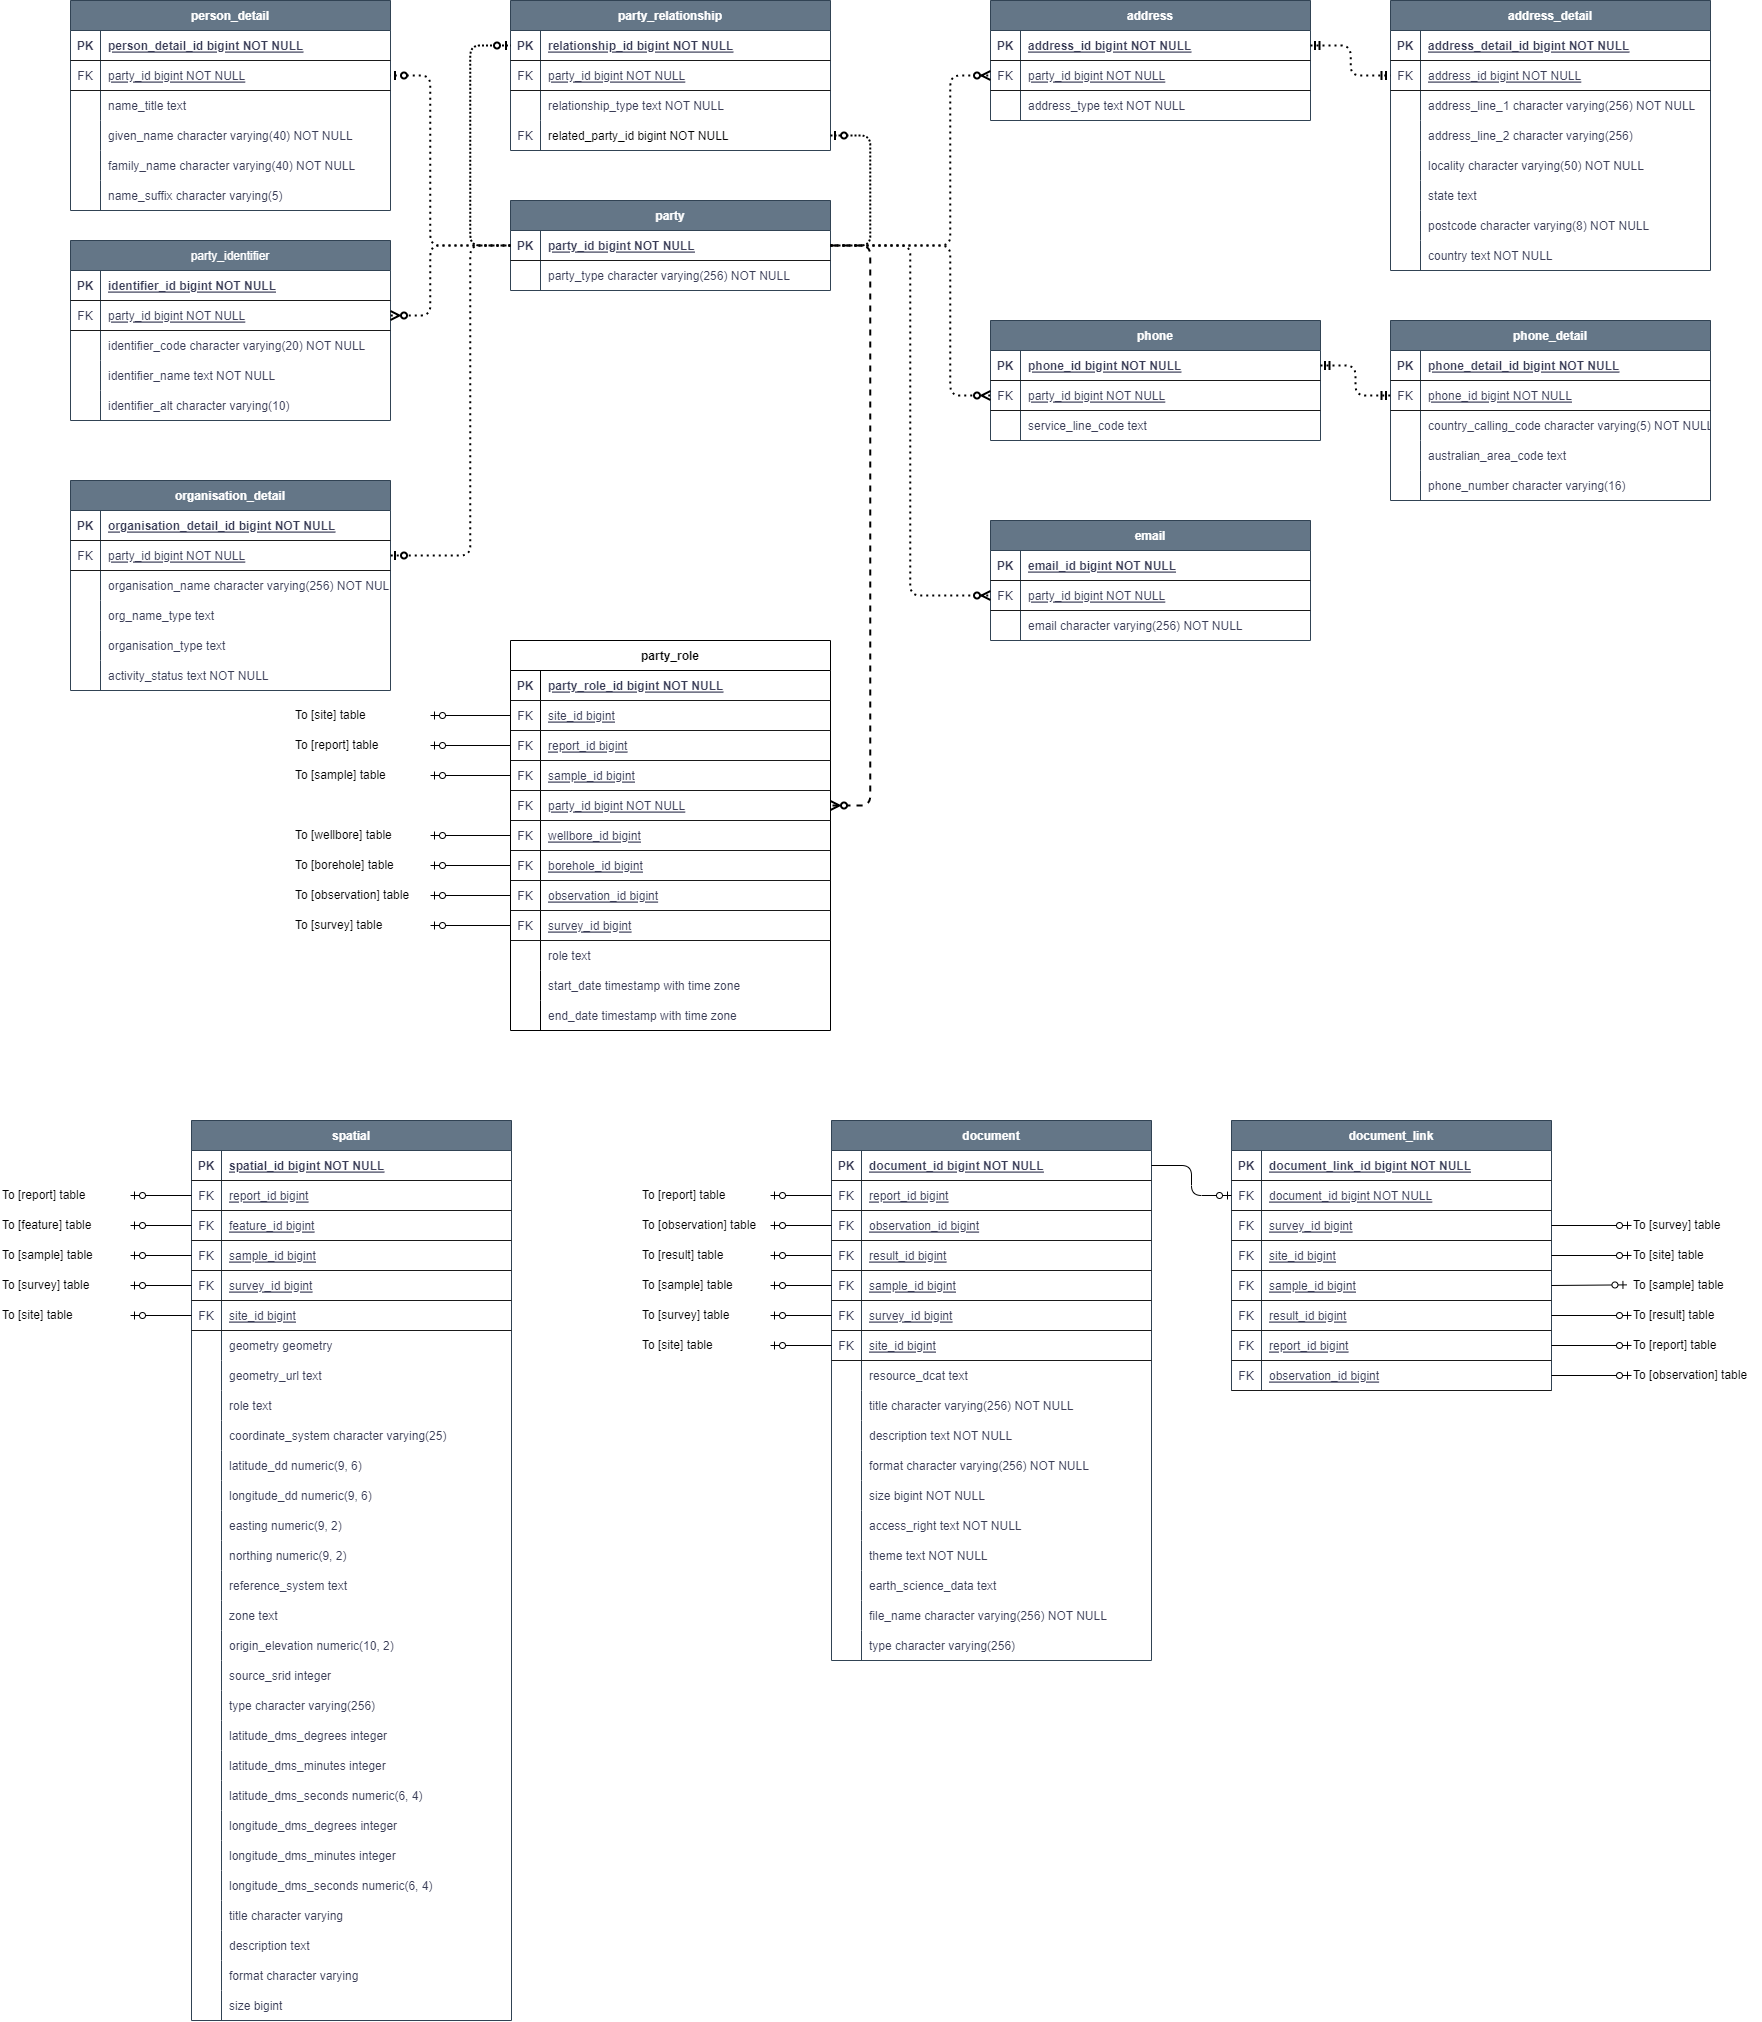 person_detail
PK person_detail_id bigint NOT NULL
FK party_id bigint NOT NULL
name_title text
given_name character varying(40) NOT NULL
family_name character varying(40) NOT NULL
name_suffix character varying(5)
party_relationship
PK relationship_id bigint NOT NULL
FK party_id bigint NOT NULL
relationship_type text NOT NULL
FK related_party_id bigint NOT NULL
address
PK address_id bigint NOT NULL
FK party_id bigint NOT NULL
address_type text NOT NULL
address_detail
PK address_detail_id bigint NOT NULL
FK address_id bigint NOT NULL
address_line_1 character varying(256) NOT NULL
address_line_2 character varying(256)
locality character varying(50) NOT NULL
state text
postcode character varying(8) NOT NULL
country text NOT NULL
party_identifier
PK identifier_id bigint NOT NULL
FK party_id bigint NOT NULL
identifier_code character varying(20) NOT NULL
identifier_name text NOT NULL
identifier_alt character varying(10)
party
PK party_id bigint NOT NULL
party_type character varying(256) NOT NULL
phone
PK phone_id bigint NOT NULL
FK party_id bigint NOT NULL
service_line_code text
phone_detail
PK phone_detail_id bigint NOT NULL
FK phone_id bigint NOT NULL
country_calling_code character varying(5) NOT NULL
australian_area_code text
phone_number character varying(16)
organisation_detail
PK organisation_detail_id bigint NOT NULL
FK party_id bigint NOT NULL
organisation_name character varying(256) NOT NUL
org_name_type text
organisation_type text
activity_status text NOT NULL
email
PK email_id bigint NOT NULL
FK party_id bigint NOT NULL
email character varying(256) NOT NULL
party_role
PK party_role_id bigint NOT NULL
To [site] table FK site_id bigint
To [report] table FK report_id bigint
To [sample] table FK sample_id bigint
FK party_id bigint NOT NULL
To [wellbore] table FK wellbore_id bigint
To [borehole] table FK borehole_id bigint
To [observation] table FK observation_id bigint
To [survey] table FK survey_id bigint
role text
start_date timestamp with time zone
end_date timestamp with time zone
spatial
PK spatial_id bigint NOT NULL
To [report] table FK report_id bigint
To [feature] table FK feature_id bigint
To [sample] table FK sample_id bigint
To [survey] table FK survey_id bigint
To [site] table FK site_id bigint
geometry geometry
geometry_url text
role text
coordinate_system character varying(25)
latitude_dd numeric(9, 6)
longitude_dd numeric(9, 6)
easting numeric(9, 2)
northing numeric(9, 2)
reference_system text
zone text
origin_elevation numeric(10, 2)
source_srid integer
type character varying(256)
latitude_dms_degrees integer
latitude_dms_minutes integer
latitude_dms_seconds numeric(6, 4)
longitude_dms_degrees integer
longitude_dms_minutes integer
longitude_dms_seconds numeric(6, 4)
title character varying
description text
format character varying
size bigint
document
PK document_id bigint NOT NULL
To [report] table FK report_id bigint
To [observation] table FK observation_id bigint
To [result] table FK result_id bigint
To [sample] table FK sample_id bigint
To [survey] table FK survey_id bigint
To [site] table FK site_id bigint
resource_dcat text
title character varying(256) NOT NULL
description text NOT NULL
format character varying(256) NOT NULL
size bigint NOT NULL
access_right text NOT NULL
theme text NOT NULL
earth_science_data text
file_name character varying(256) NOT NULL
type character varying(256)
document_link
PK document_link_id bigint NOT NULL
FK document_id bigint NOT NULL
FK survey_id bigint To [survey] table
FK site_id bigint To [site] table
FK sample_id bigint To [sample] table
FK result_id bigint To [result] table
FK report_id bigint To [report] table
FK observation_id bigint To [observation] table